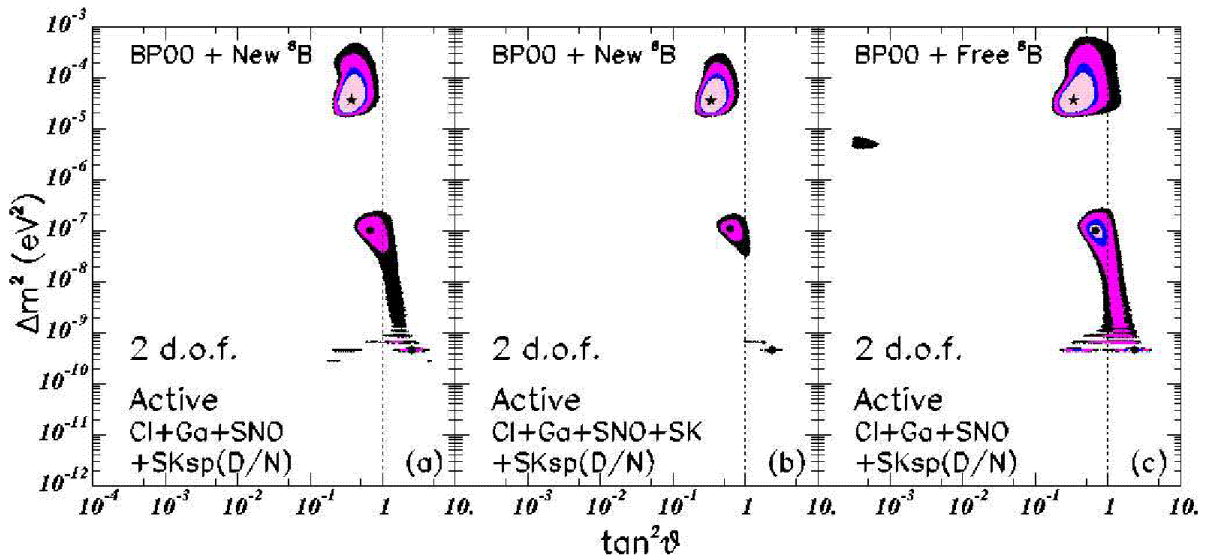 BP00 + New ⁸B
BP00 + New ⁸B
BP00 + Free ⁸B
10⁻³
10⁻⁴
10⁻⁵
10⁻⁶
10⁻⁷
10⁻⁸
10⁻⁹
10⁻¹⁰
10⁻¹¹
10⁻¹²
Δm² (eV²)
2 d.o.f.
Active
Cl+Ga+SNO
+SKsp(D/N)
(a)
2 d.o.f.
Active
Cl+Ga+SNO+SK
+SKsp(D/N)
(b)
2 d.o.f.
Active
Cl+Ga+SNO
+SKsp(D/N)
(c)
10⁻⁴ 10⁻³ 10⁻² 10⁻¹ 1 10. 10⁻³ 10⁻² 10⁻¹ 1 10. 10⁻³ 10⁻² 10⁻¹ 1 10.
tan²ϑ